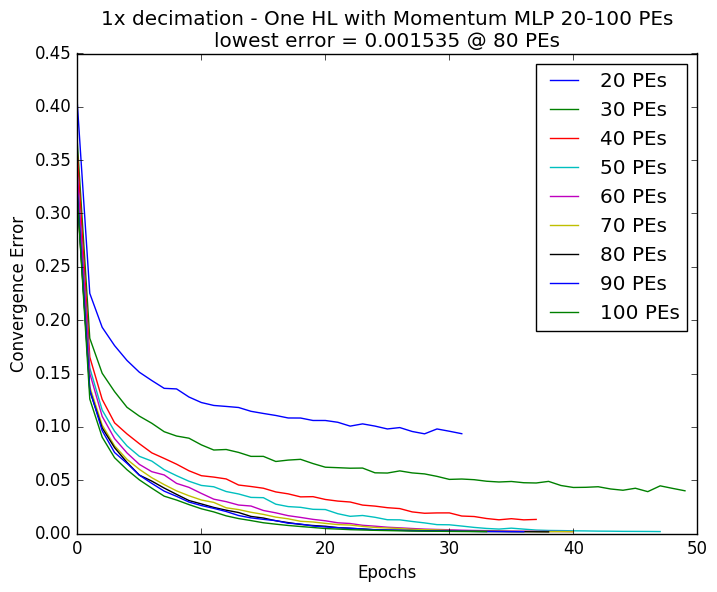 1x decimation - One HL with Momentum MLP 20-100 PEs
lowest error = 0.001535 @ 80 PEs
0.45
0.40
0.35
0.30
0.25
0.20
0.15
0.10
0.05
0.00
Convergence Error
20 PEs
30 PEs
40 PEs
50 PEs
60 PEs
70 PEs
80 PEs
90 PEs
100 PEs
0
10
20
30
40
50
Epochs